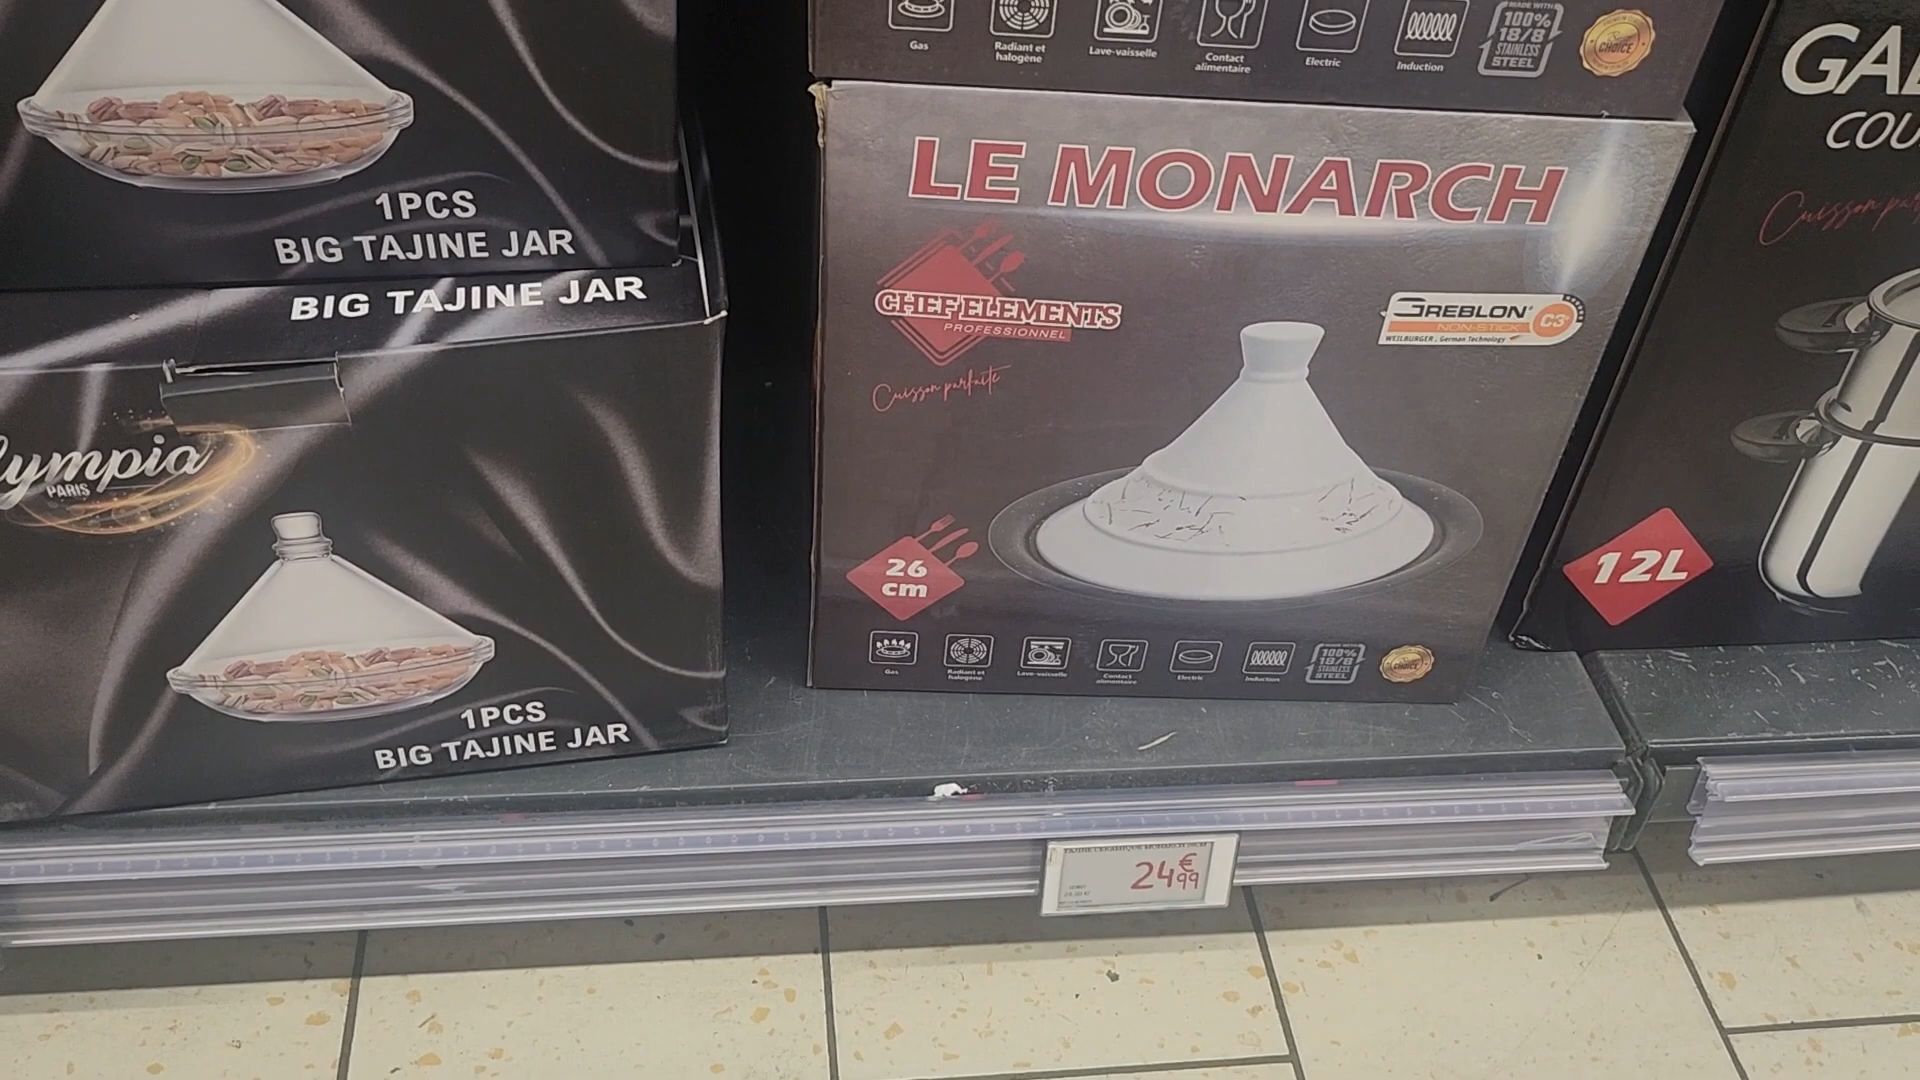 1PCS
BIG TAJINE JAR
BIG TAJINE JAR
PARIS
1PCS
BIG TAJINE JAR
Gas
Radiant et
halogène
Lave-vaisselle
Contact
alimentaire
Electric
Induction
MADE WITH
100%
18/8
STAINLESS
STEEL
CHOICE
LE MONARCH
CHEF ELEMENTS
PROFESSIONNEL
Cuisson parfaite
GREBLON
NON-STICK
C3+
WEILBURGER, German Technology
26
cm
Gas
Radiant et
halogène
Lave-vaisselle
Contact
alimentaire
Electric
Induction
100%
18/8
STAINLESS
STEEL
CHOICE
Cuisson
12L
24€99